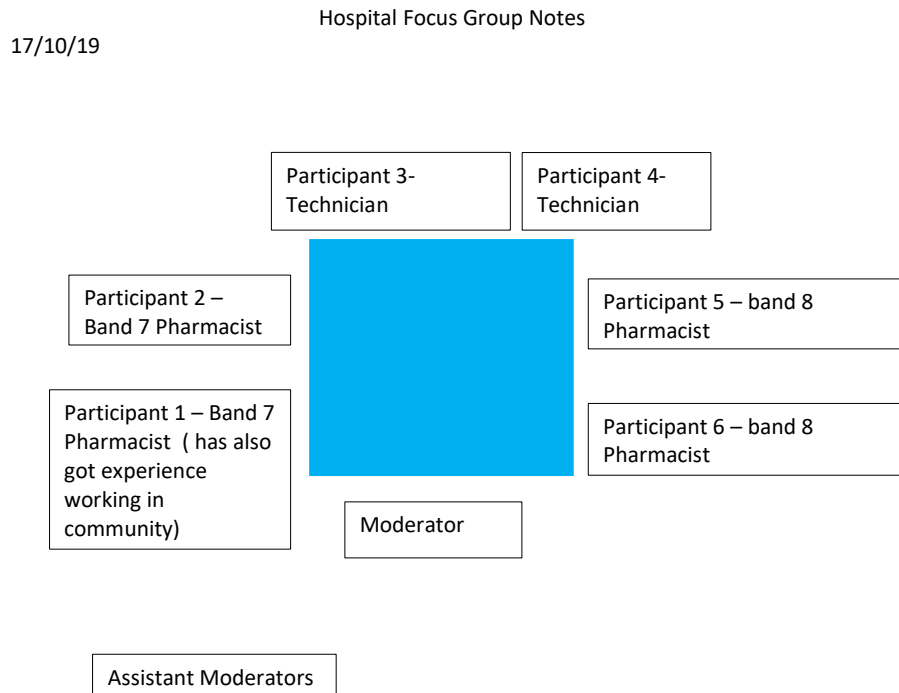 Hospital Focus Group Notes
17/10/19
Participant 3-
Technician
Participant 4-
Technician
Participant 2 –
Band 7 Pharmacist
Participant 5 – band 8
Pharmacist
Participant 1 – Band 7
Pharmacist  ( has also
got experience
working in
community)
Participant 6 – band 8
Pharmacist
Moderator
Assistant Moderators